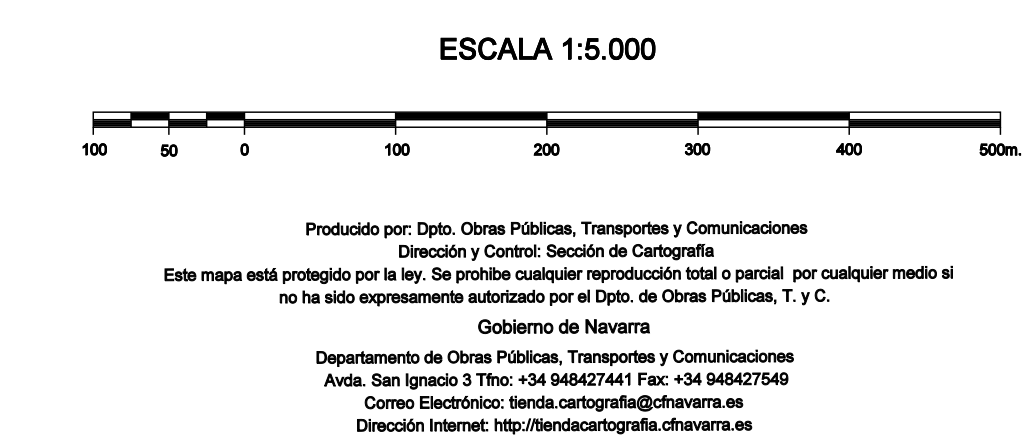 ESCALA 1:5.000
100 50 0 100 200 300 400 500m.
Producido por: Dpto. Obras Públicas, Transportes y Comunicaciones
Dirección y Control: Sección de Cartografía
Este mapa está protegido por la ley. Se prohibe cualquier reproducción total o parcial por cualquier medio si
no ha sido expresamente autorizado por el Dpto. de Obras Públicas, T. y C.
Gobierno de Navarra
Departamento de Obras Públicas, Transportes y Comunicaciones
Avda. San Ignacio 3 Tfno: +34 948427441 Fax: +34 948427549
Correo Electrónico: tienda.cartografia@cfnavarra.es
Dirección Internet: http://tiendacartografia.cfnavarra.es